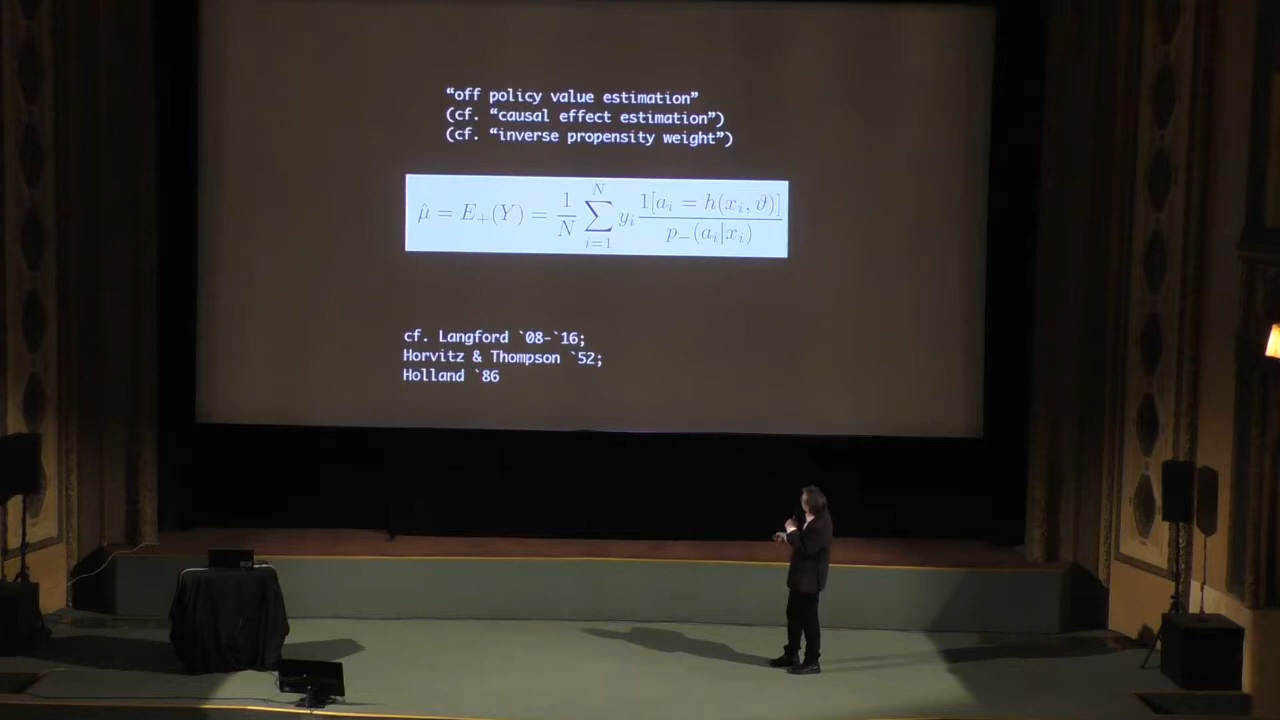 “off policy value estimation”
(cf. “causal effect estimation”)
(cf. “inverse propensity weight”)
μ̂ = E₊(Y) = 1/N ∑_{i=1}^{N} y_i 1[a_i = h(x_i, ϑ)] / p₋(a_i|x_i)
cf. Langford `08-`16;
Horvitz & Thompson `52;
Holland `86